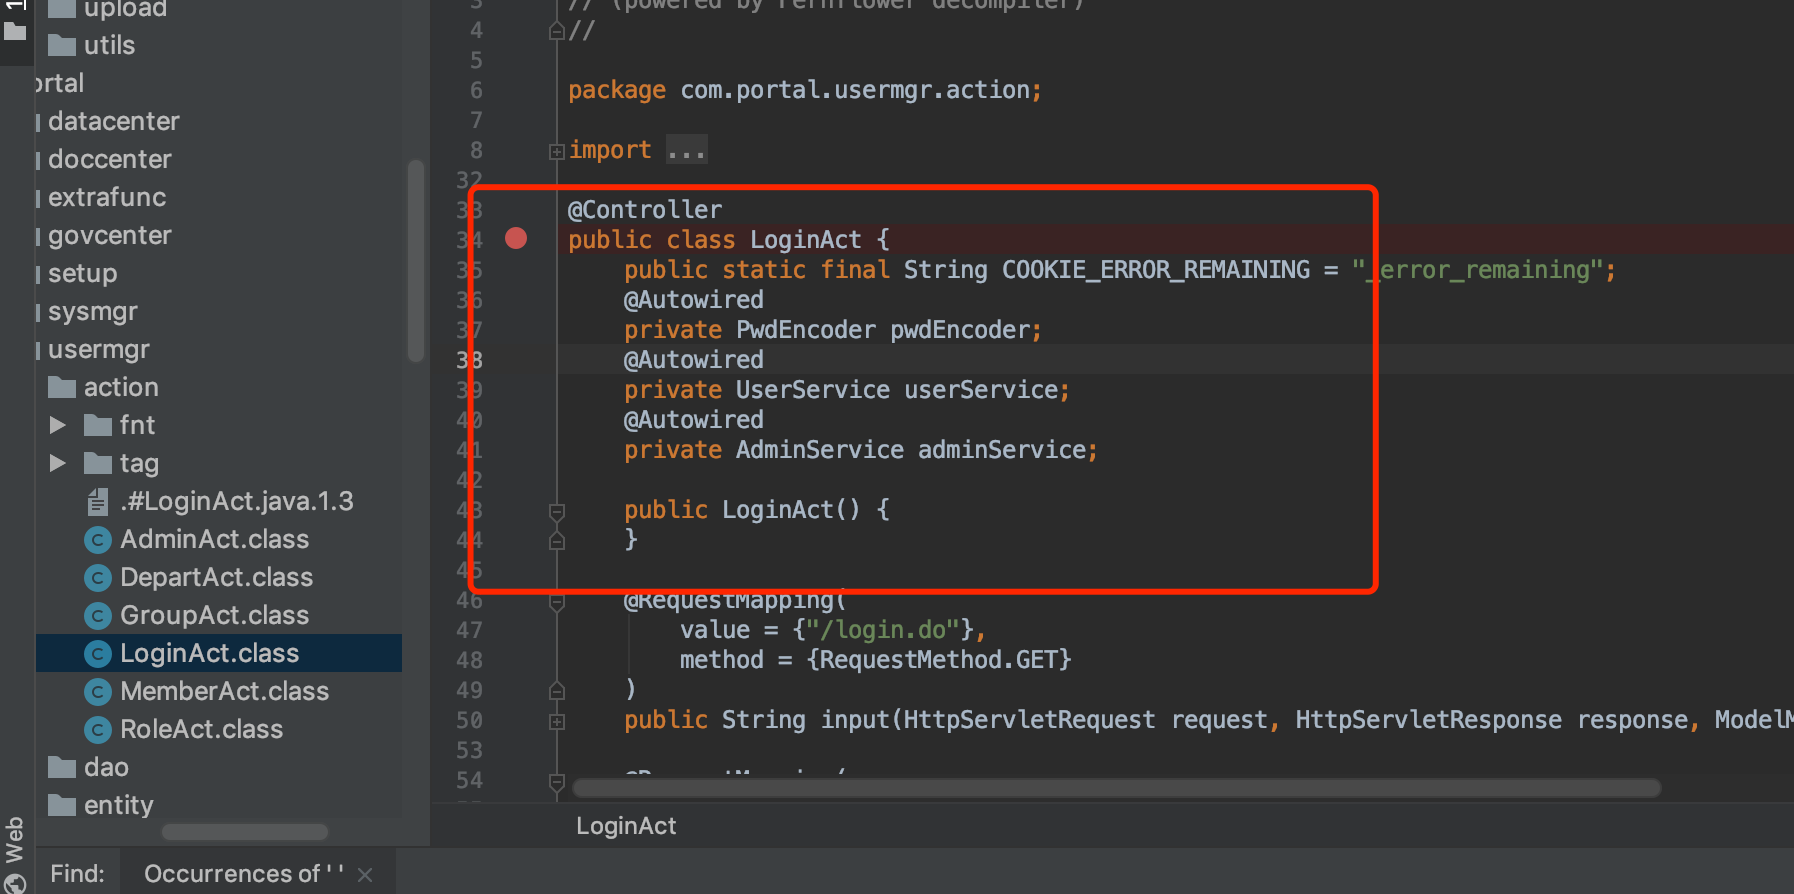 upload
utils
ortal
datacenter
doccenter
extrafunc
govcenter
setup
sysmgr
usermgr
action
fnt
tag
.#LoginAct.java.1.3
AdminAct.class
DepartAct.class
GroupAct.class
LoginAct.class
MemberAct.class
RoleAct.class
dao
entity
Web
3 // (powered by Fernflower decompiler)
4 //
5
6 package com.portal.usermgr.action;
7
8 import ...
32
33 @Controller
34 public class LoginAct {
35 public static final String COOKIE_ERROR_REMAINING = "_error_remaining";
36 @Autowired
37 private PwdEncoder pwdEncoder;
38 @Autowired
39 private UserService userService;
40 @Autowired
41 private AdminService adminService;
42
43 public LoginAct() {
44 }
45
46 @RequestMapping(
47 value = {"/login.do"},
48 method = {RequestMethod.GET}
49 )
50 public String input(HttpServletRequest request, HttpServletResponse response, ModelM
53
54 @RequestMapping(
LoginAct
Find: Occurrences of ' ' ×